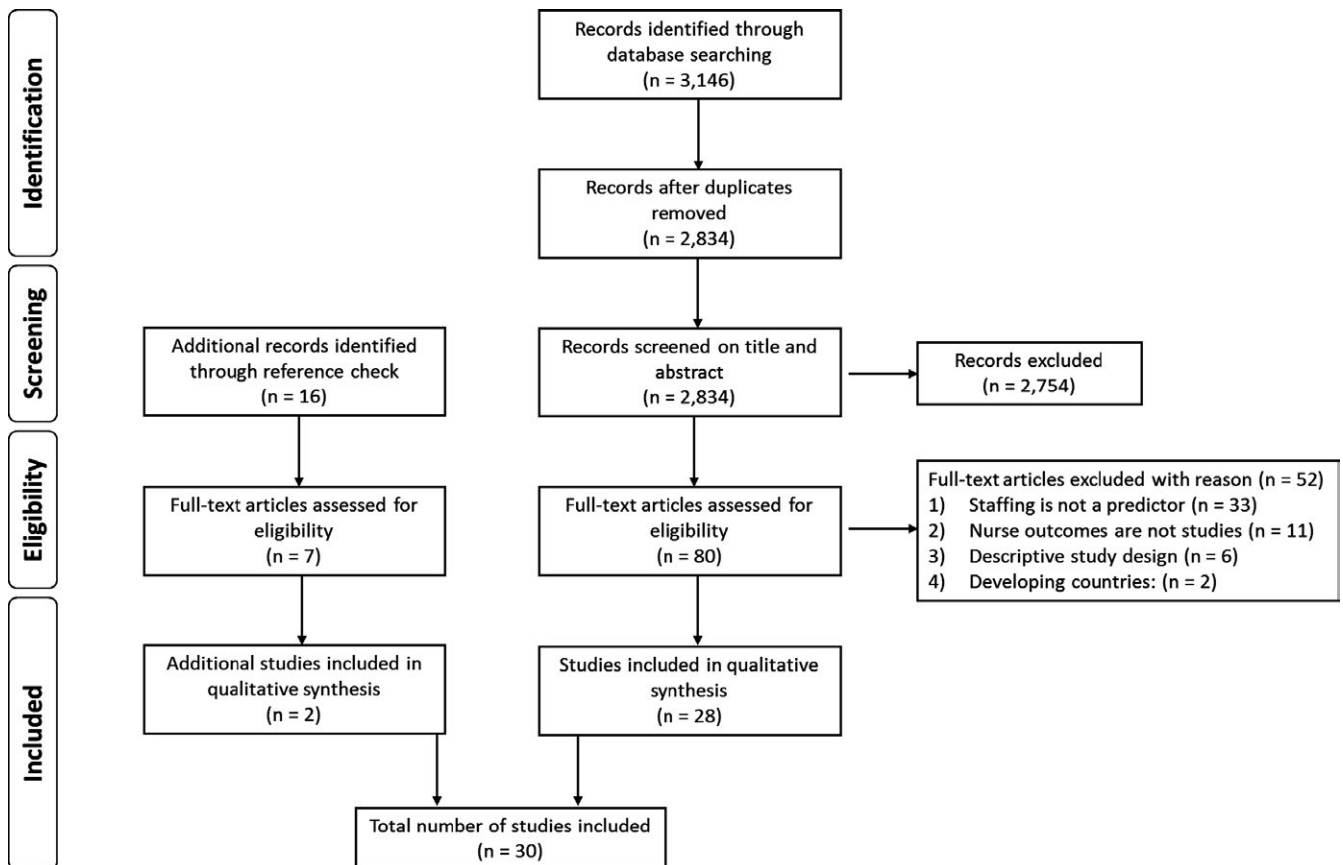 Identification
Records identified through
database searching
(n = 3,146)
Records after duplicates
removed
(n = 2,834)
Screening
Additional records identified
through reference check
(n = 16)
Records screened on title and
abstract
(n = 2,834)
Records excluded
(n = 2,754)
Eligibility
Full-text articles assessed for
eligibility
(n = 7)
Full-text articles assessed for
eligibility
(n = 80)
Full-text articles excluded with reason (n = 52)
1) Staffing is not a predictor (n = 33)
2) Nurse outcomes are not studies (n = 11)
3) Descriptive study design (n = 6)
4) Developing countries: (n = 2)
Included
Additional studies included in
qualitative synthesis
(n = 2)
Studies included in qualitative
synthesis
(n = 28)
Total number of studies included
(n = 30)